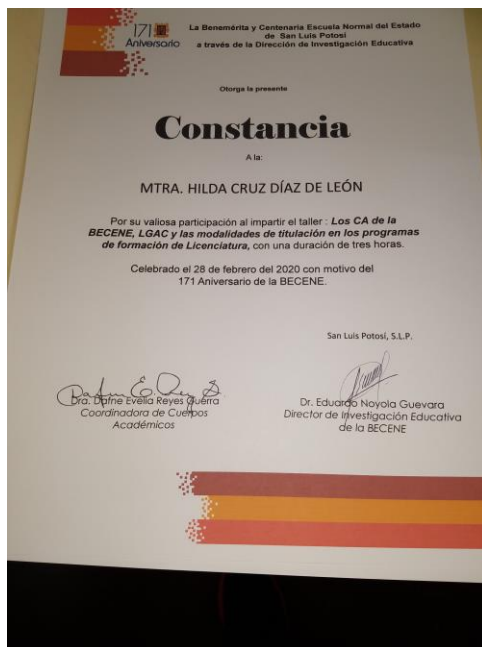 171
Aniversario
La Benemérita y Centenaria Escuela Normal del Estado
de San Luis Potosí
a través de la Dirección de Investigación Educativa
Otorga la presente
Constancia
A la:
MTRA. HILDA CRUZ DÍAZ DE LEÓN
Por su valiosa participación al impartir el taller : Los CA de la
BECENE, LGAC y las modalidades de titulación en los programas
de formación de Licenciatura, con una duración de tres horas.
Celebrado el 28 de febrero del 2020 con motivo del
171 Aniversario de la BECENE.
San Luis Potosí, S.L.P.
Dra. Dafne Evelia Reyes Guerra
Coordinadora de Cuerpos
Académicos
Dr. Eduardo Noyola Guevara
Director de Investigación Educativa
de la BECENE